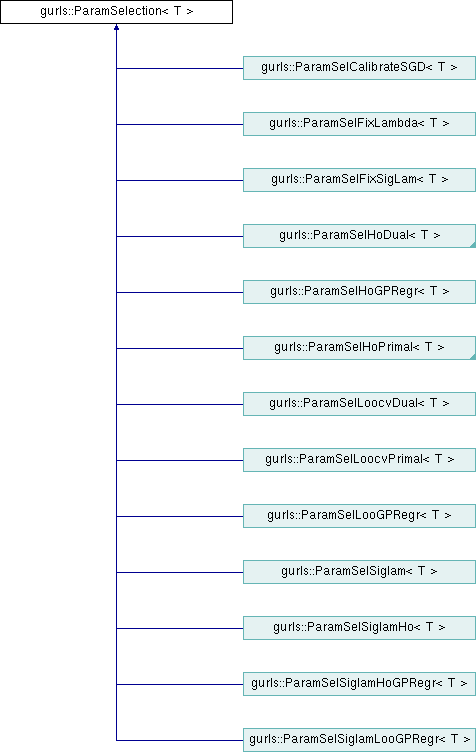 gurls::ParamSelection< T >
gurls::ParamSelCalibrateSGD< T >
gurls::ParamSelFixLambda< T >
gurls::ParamSelFixSigLam< T >
gurls::ParamSelHoDual< T >
gurls::ParamSelHoGPRegr< T >
gurls::ParamSelHoPrimal< T >
gurls::ParamSelLoocvDual< T >
gurls::ParamSelLoocvPrimal< T >
gurls::ParamSelLooGPRegr< T >
gurls::ParamSelSiglam< T >
gurls::ParamSelSiglamHo< T >
gurls::ParamSelSiglamHoGPRegr< T >
gurls::ParamSelSiglamLooGPRegr< T >